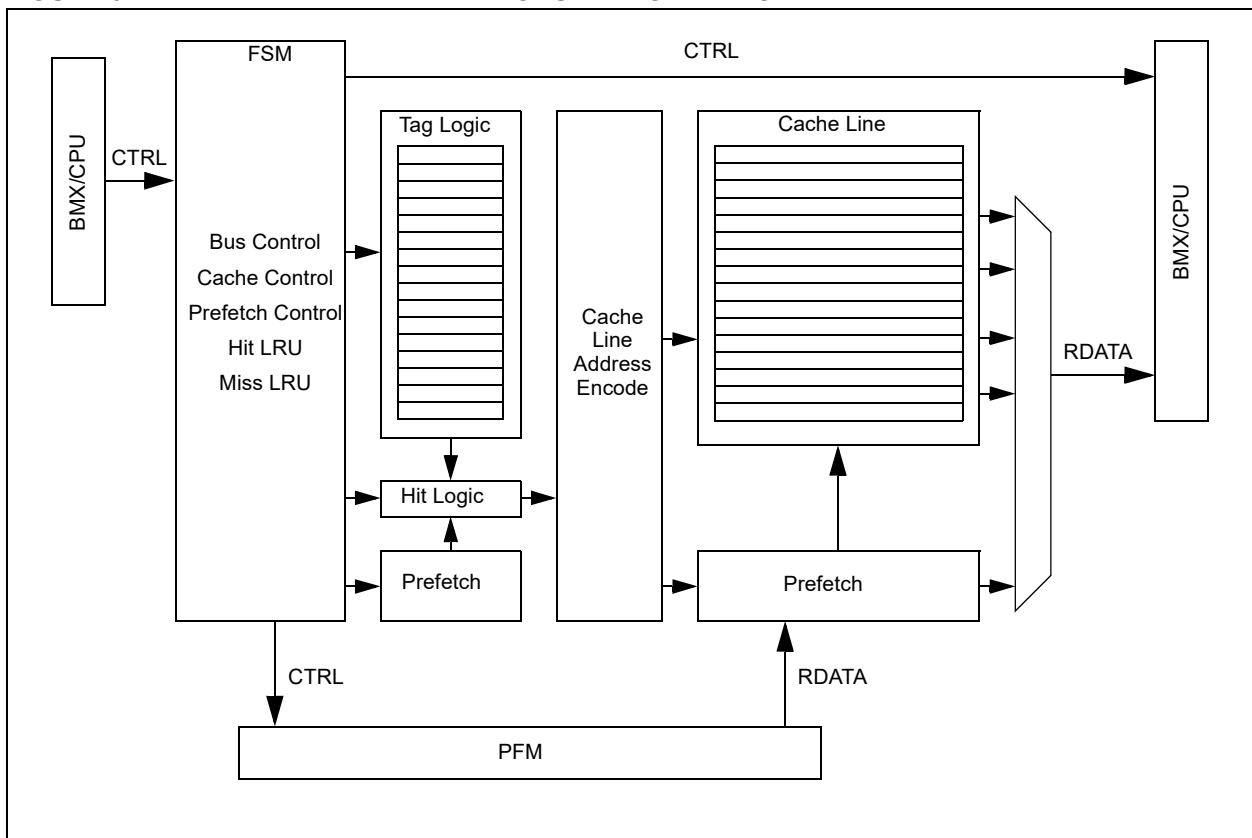 FSM
CTRL
BMX/CPU
CTRL
Tag Logic
Cache Line
BMX/CPU
Bus Control
Cache Control
Prefetch Control
Hit LRU
Miss LRU
Cache
Line
Address
Encode
RDATA
Hit Logic
Prefetch
Prefetch
CTRL
RDATA
PFM